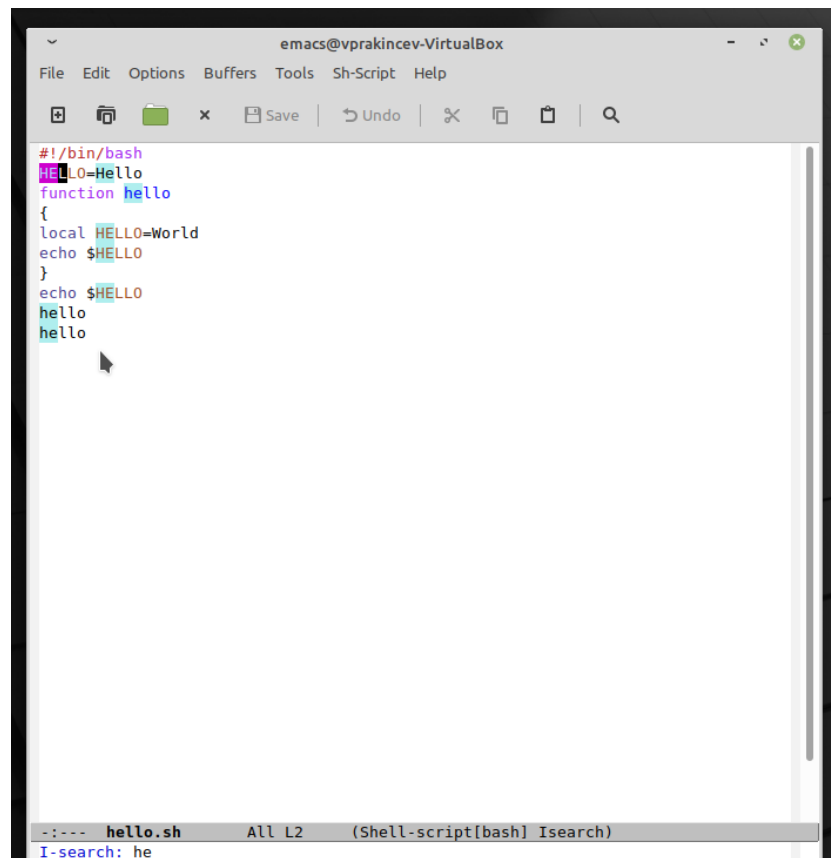 emacs@vprakincev-VirtualBox
File Edit Options Buffers Tools Sh-Script Help
Save Undo
#!/bin/bash
HELLO=Hello
function hello
{
local HELLO=World
echo $HELLO
}
echo $HELLO
hello
hello
-:--- hello.sh All L2 (Shell-script[bash] Isearch)
I-search: he